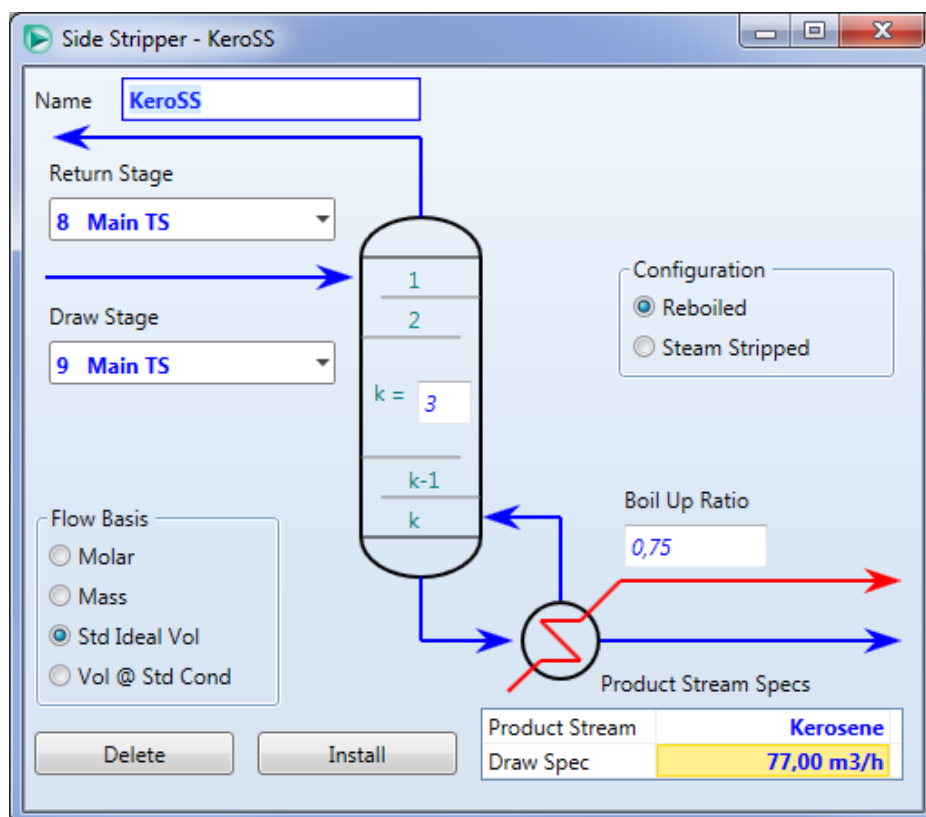 Side Stripper - KeroSS
Name KeroSS
Return Stage
8 Main TS
Draw Stage
9 Main TS
1
2
k = 3
k-1
k
Configuration
Reboiled
Steam Stripped
Flow Basis
Molar
Mass
Std Ideal Vol
Vol @ Std Cond
Boil Up Ratio
0,75
Product Stream Specs
Product Stream Kerosene
Draw Spec 77,00 m3/h
Delete Install